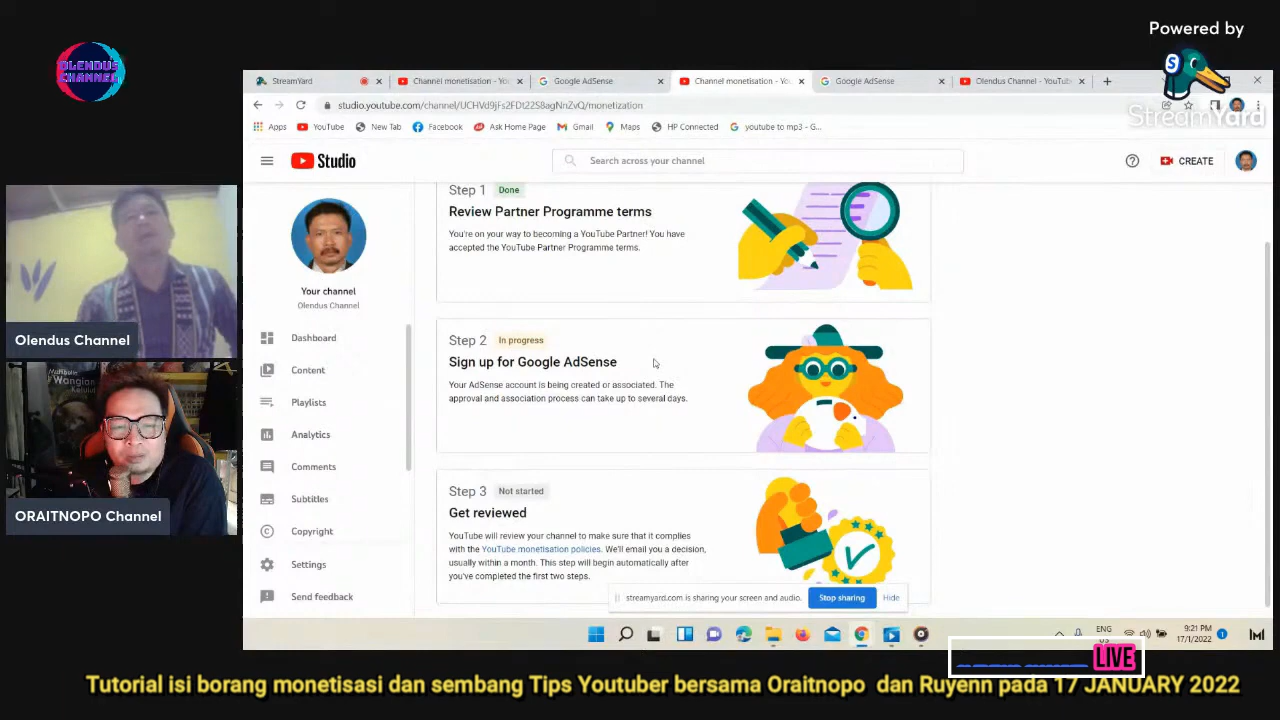 Powered by
StreamYard
OLENDUS
CHANNEL
StreamYard
Channel monetisation - Yo
Google AdSense
Channel monetisation - Yo
Google AdSense
Olendus Channel - YouTube
studio.youtube.com/channel/UCHVd9jFs2FDt22S8agNnZvQ/monetization
Apps
YouTube
New Tab
Facebook
Ask Home Page
Gmail
Maps
HP Connected
youtube to mp3 - G...
Studio
Search across your channel
CREATE
Your channel
Olendus Channel
Dashboard
Content
Playlists
Analytics
Comments
Subtitles
Copyright
Settings
Send feedback
Step 1 Done
Review Partner Programme terms
You're on your way to becoming a YouTube Partner! You have
accepted the YouTube Partner Programme terms.
Step 2 In progress
Sign up for Google AdSense
Your AdSense account is being created or associated. The
approval and association process can take up to several days.
Step 3 Not started
Get reviewed
YouTube will review your channel to make sure that it complies
with the YouTube monetisation policies. We'll email you a decision,
usually within a month. This step will begin automatically after
you've completed the first two steps.
streamyard.com is sharing your screen and audio.
Stop sharing
Hide
Olendus Channel
Wangian
ORAITNOPO Channel
ENG
US
9:21 PM
17/1/2022
LIVE
Tutorial isi borang monetisasi dan sembang Tips Youtuber bersama Oraitnopo dan Ruyenn pada 17 JANUARY 2022